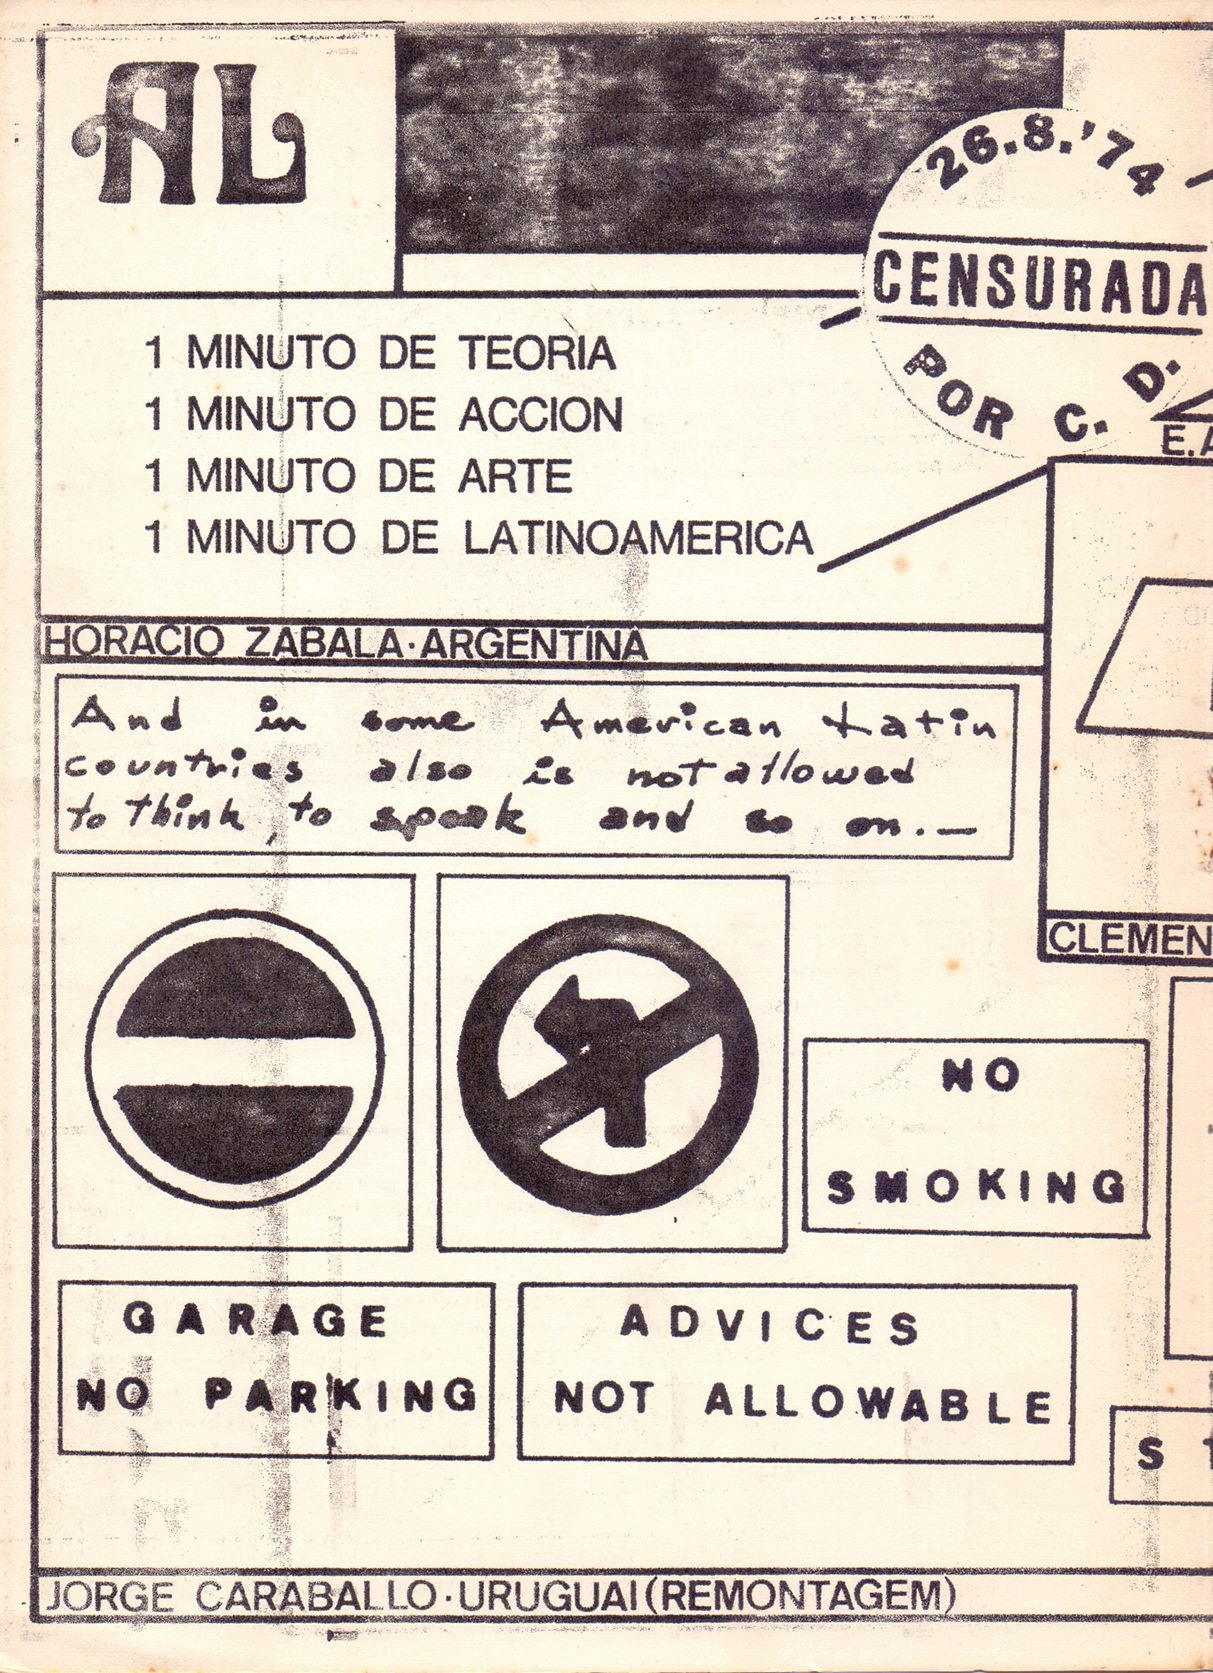 AL
26.8.'74
CENSURADA
POR C. D.
E.A
1 MINUTO DE TEORIA
1 MINUTO DE ACCION
1 MINUTO DE ARTE
1 MINUTO DE LATINOAMERICA
HORACIO ZABALA·ARGENTINA
And in some American Latin
countries also is not allowed
to think, to speak and so on.—
CLEMEN
NO
SMOKING
GARAGE
NO PARKING
ADVICES
NOT ALLOWABLE
S
JORGE CARABALLO·URUGUAI(REMONTAGEM)